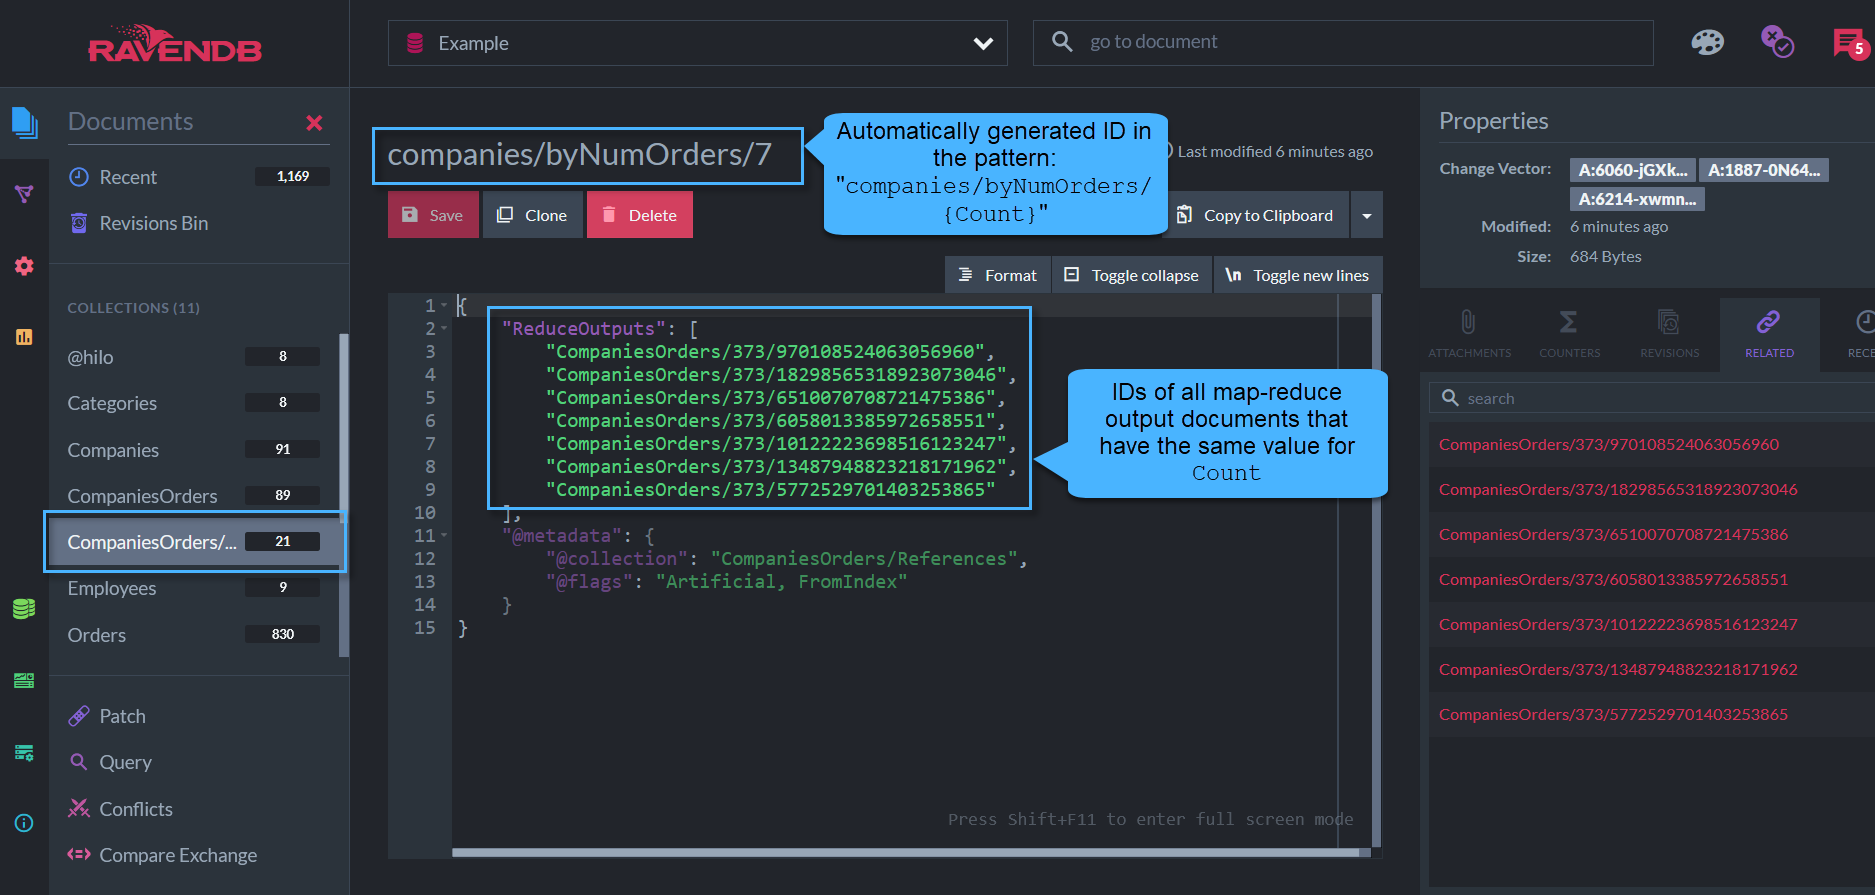 RAVENDB
Example
go to document
5
Documents
Recent
1,169
Revisions Bin
COLLECTIONS (11)
@hilo
8
Categories
8
Companies
91
CompaniesOrders
89
CompaniesOrders/...
21
Employees
9
Orders
830
Patch
Query
Conflicts
Compare Exchange
companies/byNumOrders/7
Automatically generated ID in
the pattern:
"companies/byNumOrders/
{Count}"
Last modified 6 minutes ago
Save
Clone
Delete
Copy to Clipboard
Format
Toggle collapse
\n Toggle new lines
1 {
2 "ReduceOutputs": [
3 "CompaniesOrders/373/970108524063056960",
4 "CompaniesOrders/373/18298565318923073046",
5 "CompaniesOrders/373/6510070708721475386",
6 "CompaniesOrders/373/6058013385972658551",
7 "CompaniesOrders/373/10122223698516123247",
8 "CompaniesOrders/373/13487948823218171962",
9 "CompaniesOrders/373/5772529701403253865"
10 ],
11 "@metadata": {
12 "@collection": "CompaniesOrders/References",
13 "@flags": "Artificial, FromIndex"
14 }
15 }
IDs of all map-reduce
output documents that
have the same value for
Count
Press Shift+F11 to enter full screen mode
Properties
Change Vector:
A:6060-jGXk...
A:1887-0N64...
A:6214-xwmn...
Modified: 6 minutes ago
Size: 684 Bytes
ATTACHMENTS
COUNTERS
REVISIONS
RELATED
RECE
search
CompaniesOrders/373/970108524063056960
CompaniesOrders/373/18298565318923073046
CompaniesOrders/373/6510070708721475386
CompaniesOrders/373/6058013385972658551
CompaniesOrders/373/10122223698516123247
CompaniesOrders/373/13487948823218171962
CompaniesOrders/373/5772529701403253865